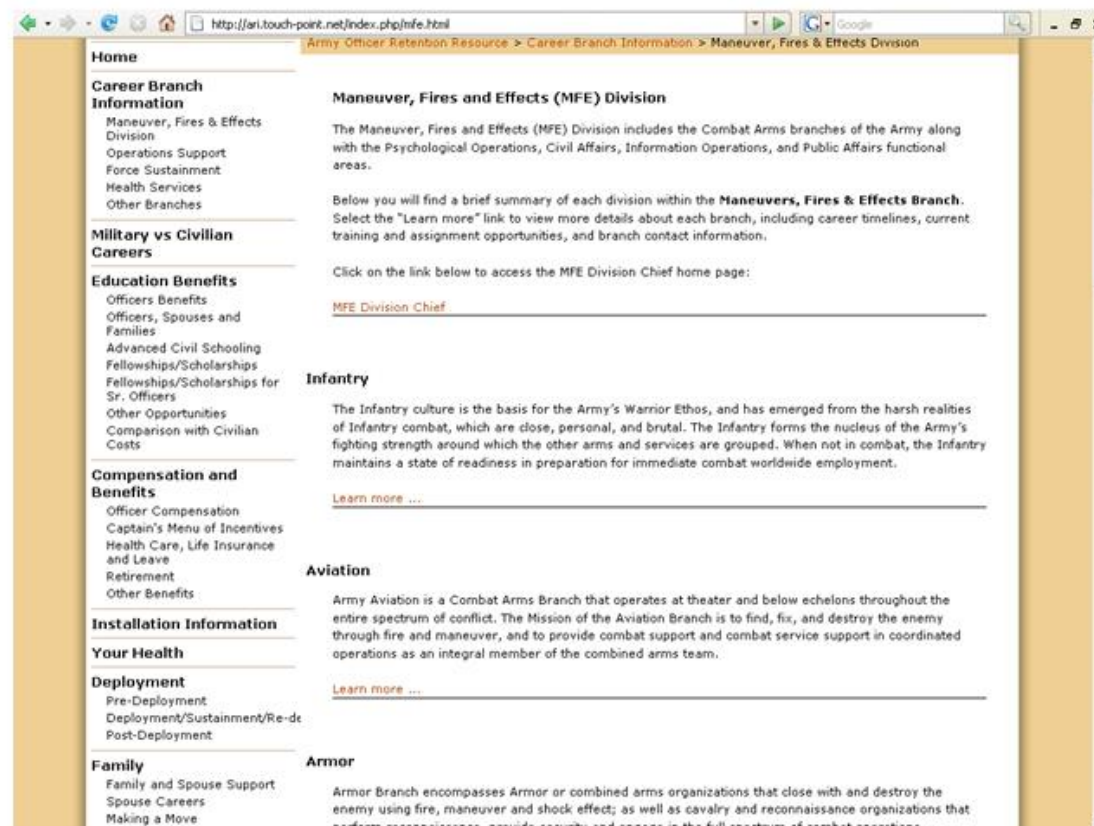 http://ari.touch-point.net/index.php/mfe.html
G
Google
Home
Career Branch
Information
Maneuver, Fires & Effects
Division
Operations Support
Force Sustainment
Health Services
Other Branches
Military vs Civilian
Careers
Education Benefits
Officers Benefits
Officers, Spouses and
Families
Advanced Civil Schooling
Fellowships/Scholarships
Fellowships/Scholarships for
Sr. Officers
Other Opportunities
Comparison with Civilian
Costs
Compensation and
Benefits
Officer Compensation
Captain's Menu of Incentives
Health Care, Life Insurance
and Leave
Retirement
Other Benefits
Installation Information
Your Health
Deployment
Pre-Deployment
Deployment/Sustainment/Re-de
Post-Deployment
Family
Family and Spouse Support
Spouse Careers
Making a Move
Army Officer Retention Resource > Career Branch Information > Maneuver, Fires & Effects Division
Maneuver, Fires and Effects (MFE) Division
The Maneuver, Fires and Effects (MFE) Division includes the Combat Arms branches of the Army along
with the Psychological Operations, Civil Affairs, Information Operations, and Public Affairs functional
areas.
Below you will find a brief summary of each division within the Maneuvers, Fires & Effects Branch.
Select the "Learn more" link to view more details about each branch, including career timelines, current
training and assignment opportunities, and branch contact information.
Click on the link below to access the MFE Division Chief home page:
MFE Division Chief
Infantry
The Infantry culture is the basis for the Army's Warrior Ethos, and has emerged from the harsh realities
of Infantry combat, which are close, personal, and brutal. The Infantry forms the nucleus of the Army's
fighting strength around which the other arms and services are grouped. When not in combat, the Infantry
maintains a state of readiness in preparation for immediate combat worldwide employment.
Learn more ...
Aviation
Army Aviation is a Combat Arms Branch that operates at theater and below echelons throughout the
entire spectrum of conflict. The Mission of the Aviation Branch is to find, fix, and destroy the enemy
through fire and maneuver, and to provide combat support and combat service support in coordinated
operations as an integral member of the combined arms team.
Learn more ...
Armor
Armor Branch encompasses Armor or combined arms organizations that close with and destroy the
enemy using fire, maneuver and shock effect; as well as cavalry and reconnaissance organizations that
perform reconnaissance, provide security and engage in the full spectrum of combat operations